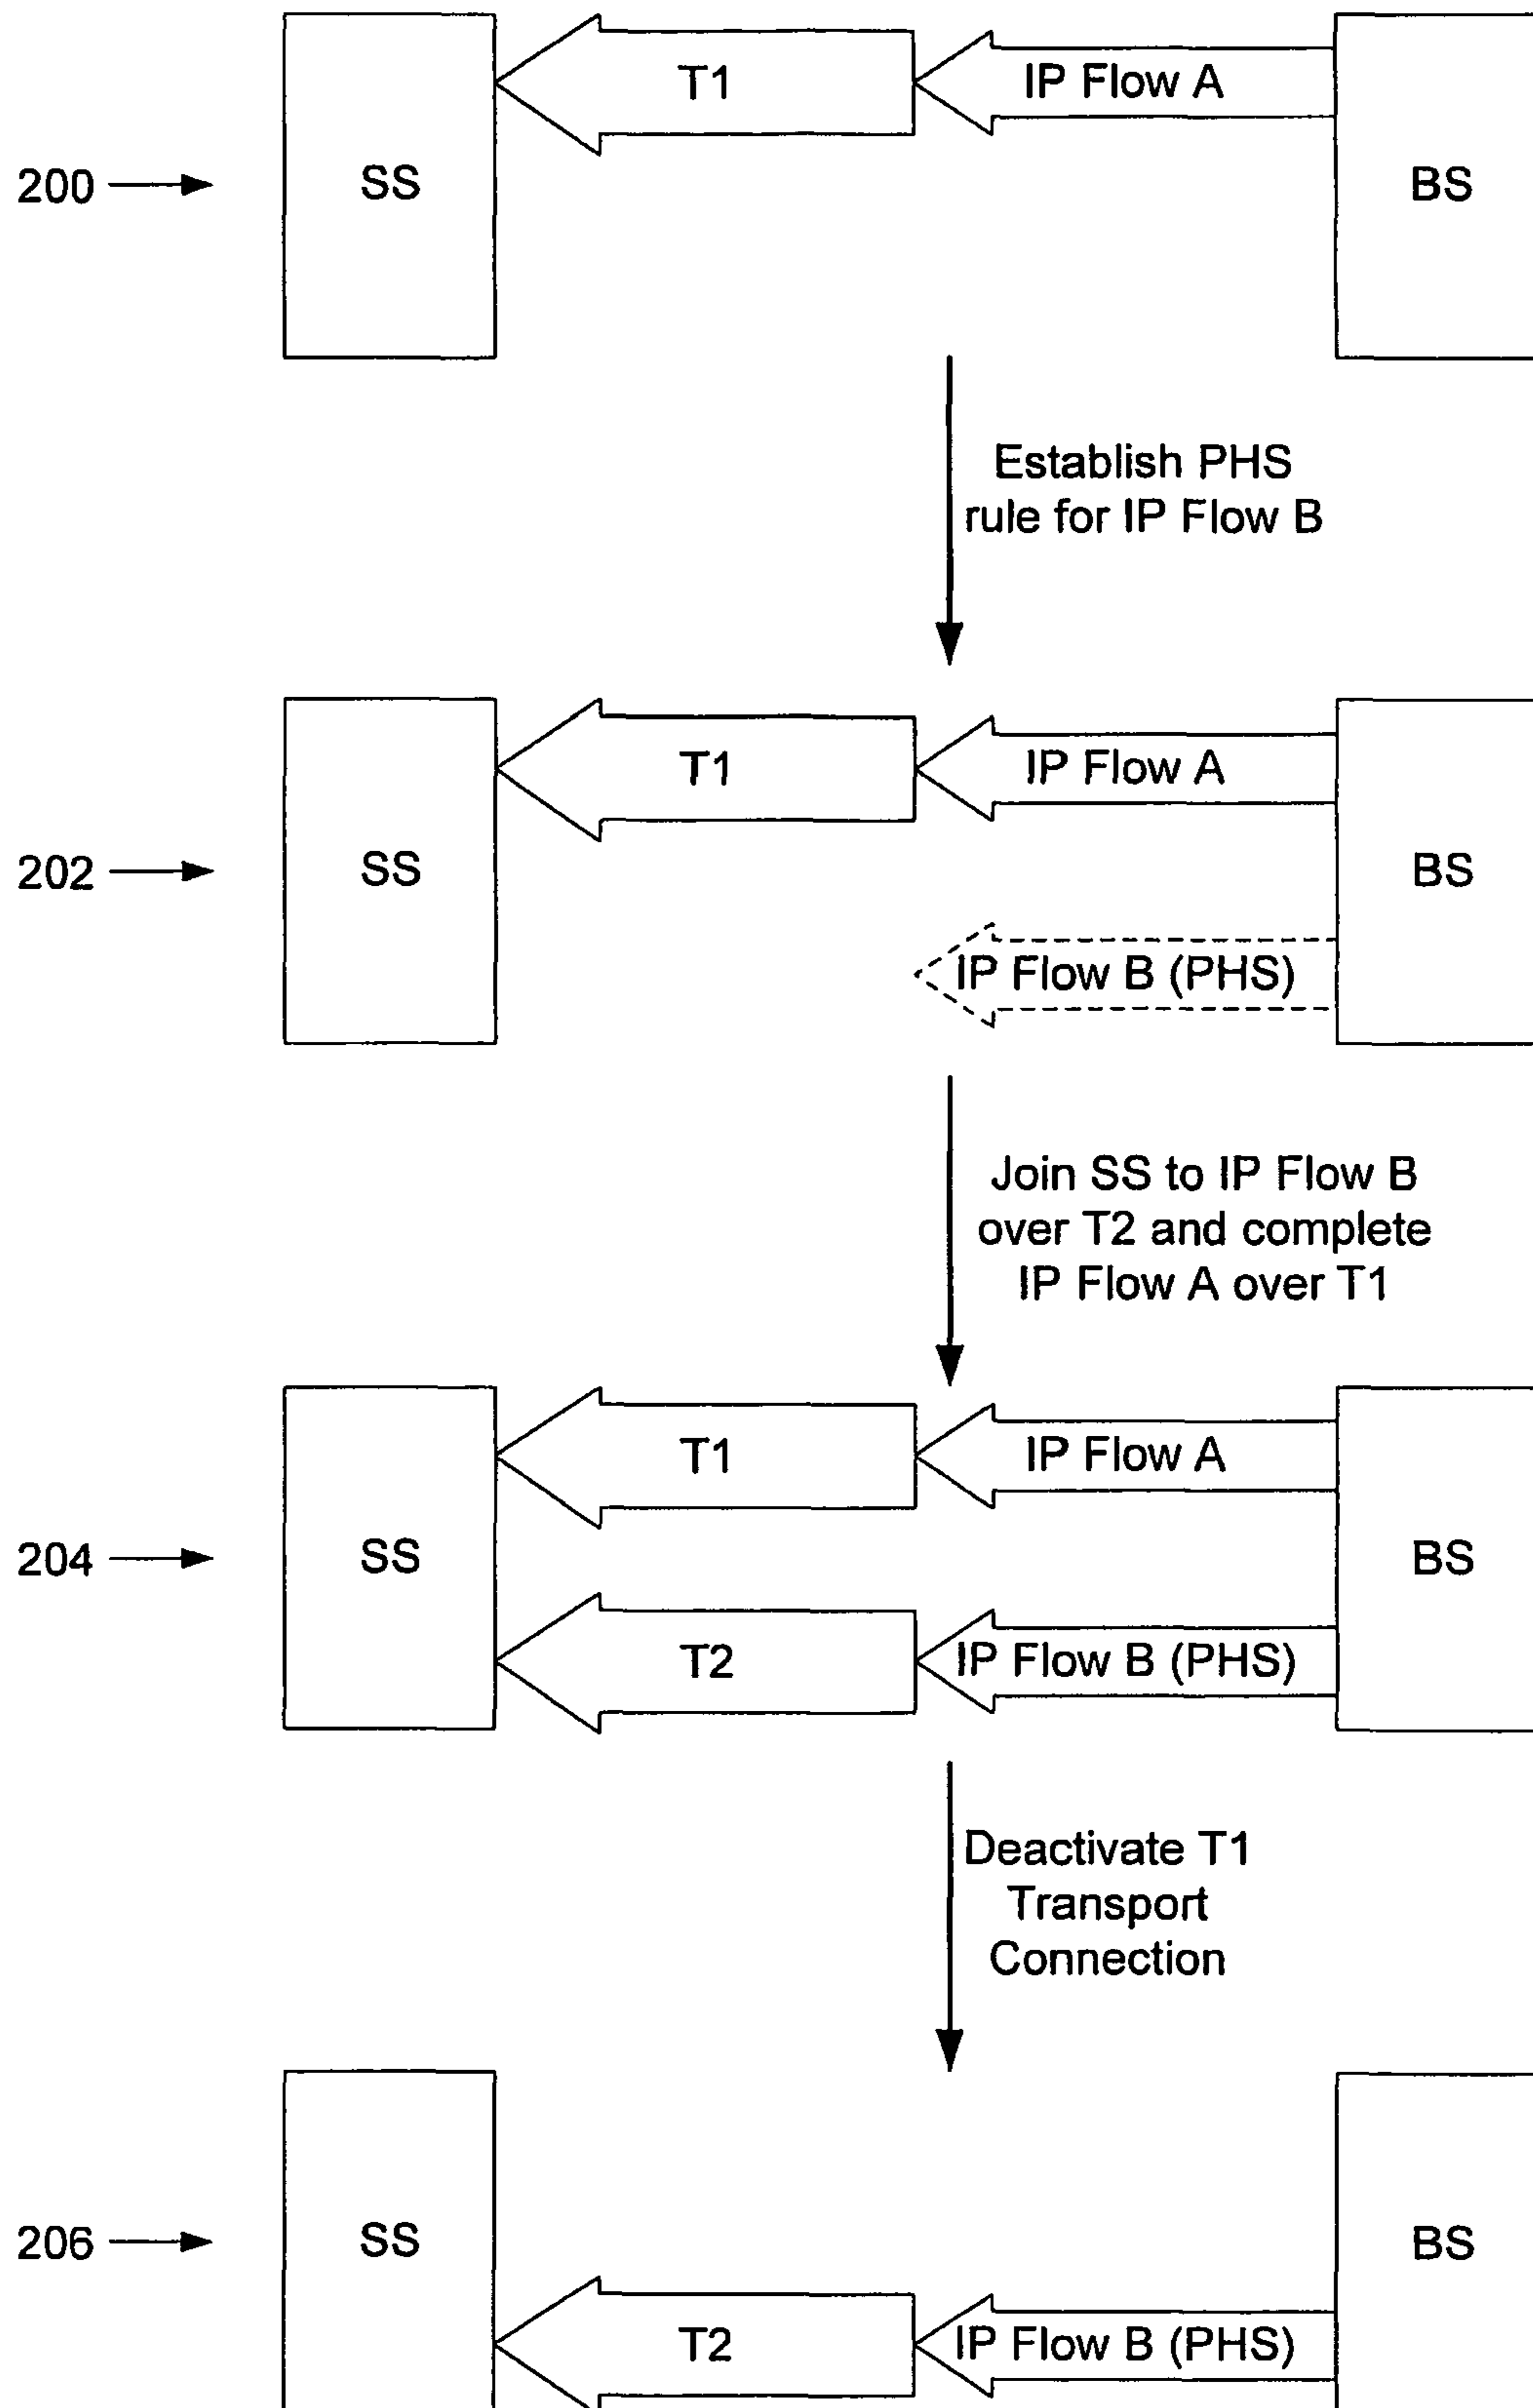 T1
IP Flow A
200
SS
BS
Establish PHS
rule for IP Flow B
T1
IP Flow A
202
SS
BS
IP Flow B (PHS)
Join SS to IP Flow B
over T2 and complete
IP Flow A over T1
T1
IP Flow A
204
SS
BS
T2
IP Flow B (PHS)
Deactivate T1
Transport
Connection
206
SS
BS
T2
IP Flow B (PHS)